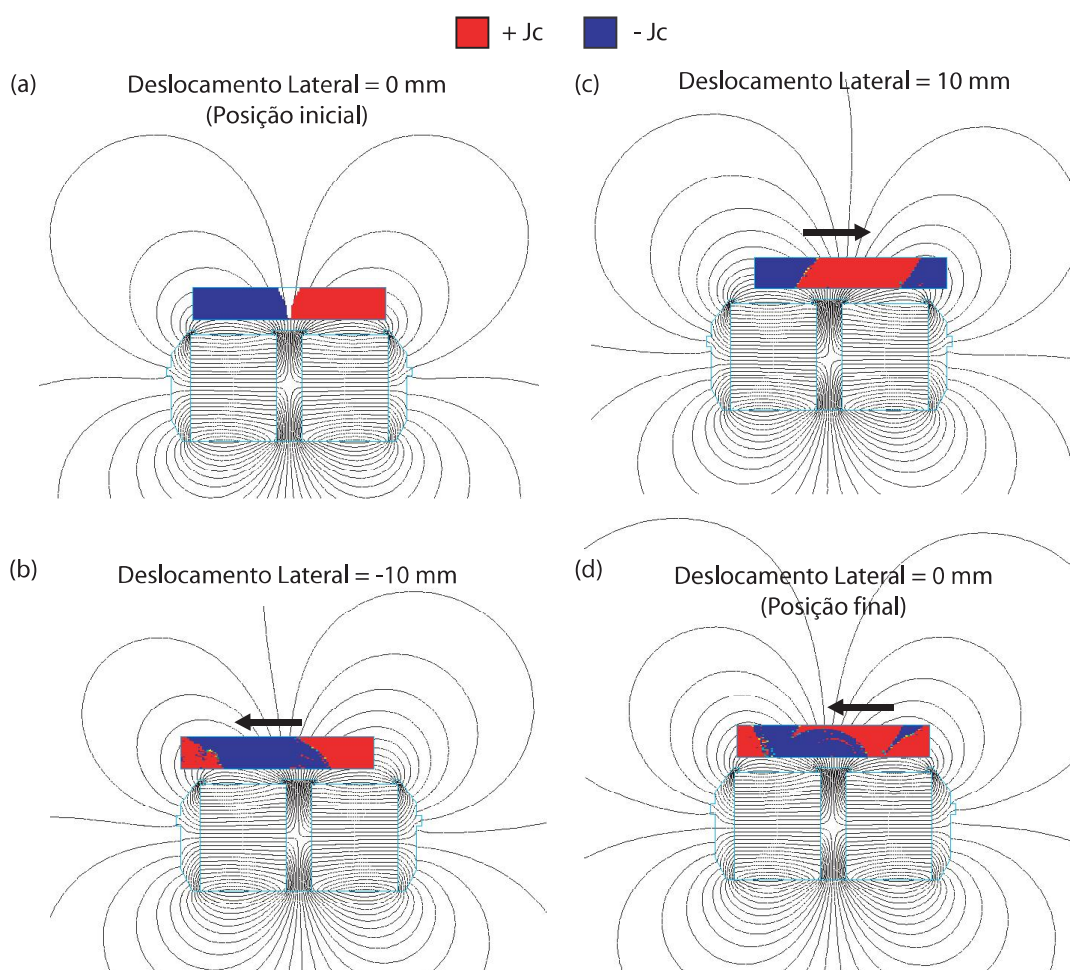 + Jc
- Jc
(a)
Deslocamento Lateral = 0 mm
(Posição inicial)
(c)
Deslocamento Lateral = 10 mm
(b)
Deslocamento Lateral = -10 mm
(d)
Deslocamento Lateral = 0 mm
(Posição final)